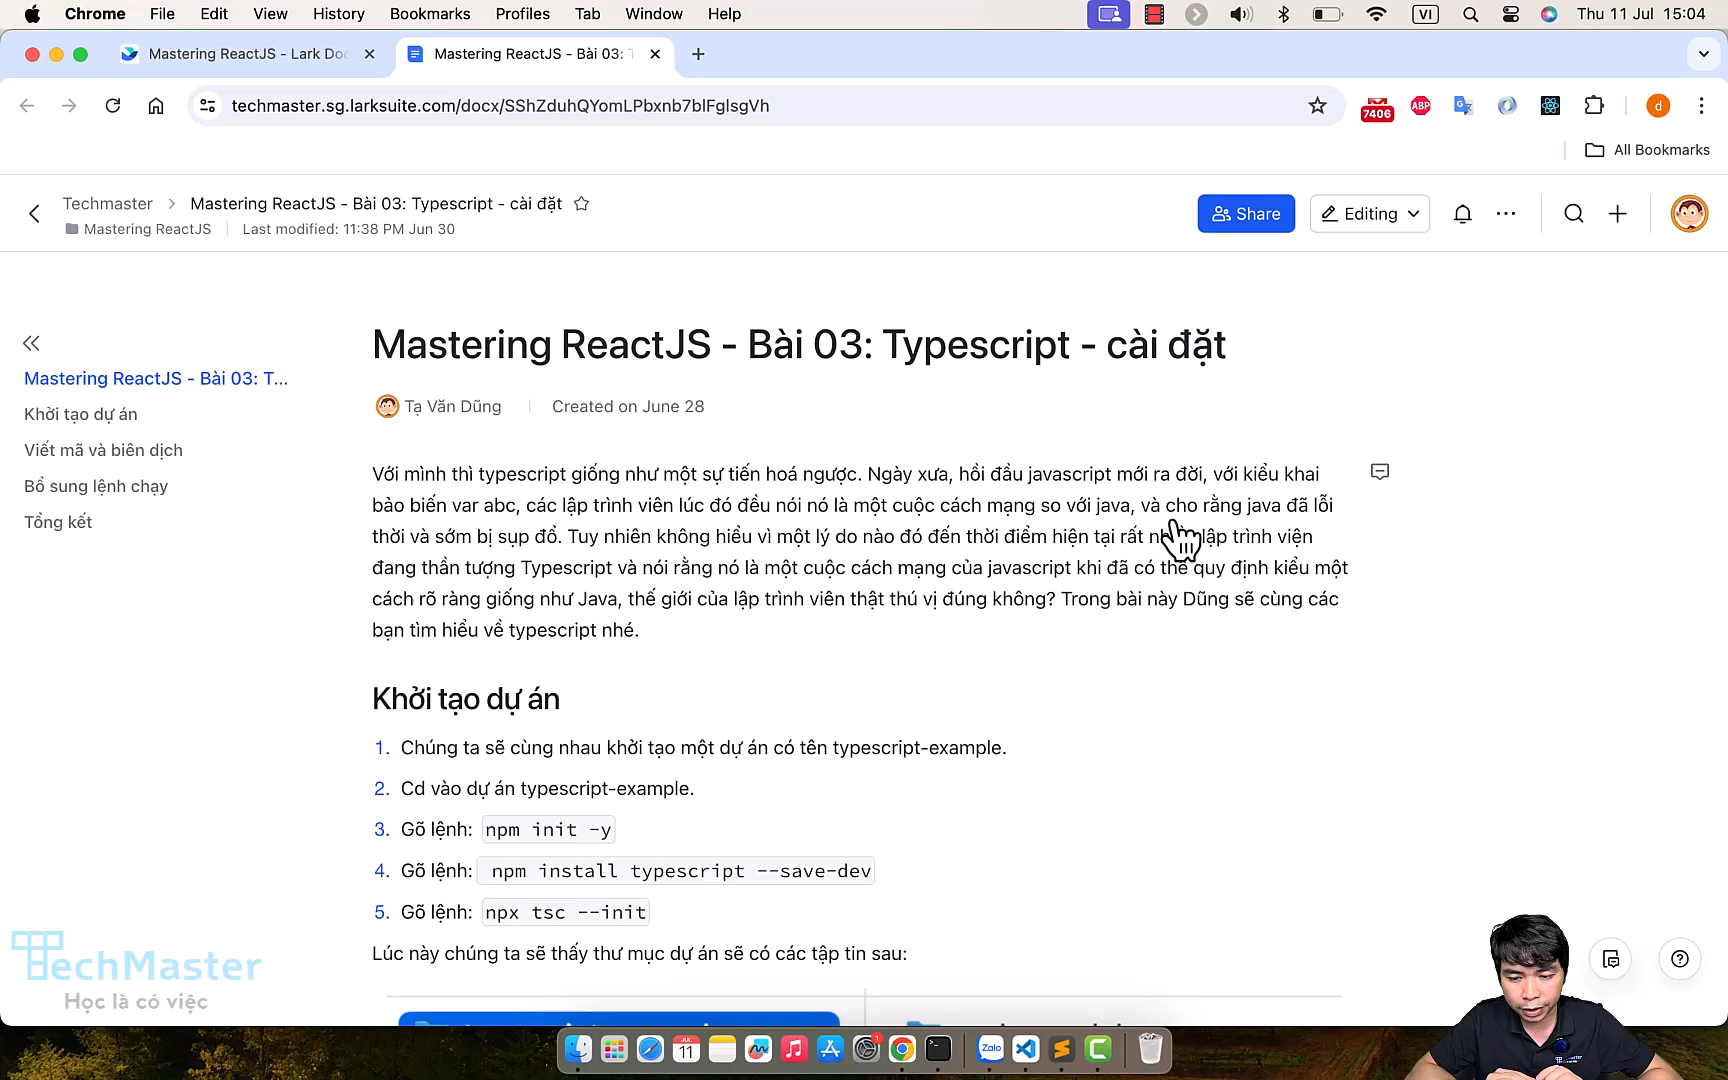 Chrome File Edit View History Bookmarks Profiles Tab Window Help VI Thu 11 Jul 15:04
Mastering ReactJS - Lark Doc Mastering ReactJS - Bài 03: T
techmaster.sg.larksuite.com/docx/SShZduhQYomLPbxnb7blFglsgVh 7406 ABP d
All Bookmarks
Techmaster Mastering ReactJS - Bài 03: Typescript - cài đặt
Mastering ReactJS Last modified: 11:38 PM Jun 30
Share Editing
Mastering ReactJS - Bài 03: T...
Khởi tạo dự án
Viết mã và biên dịch
Bổ sung lệnh chạy
Tổng kết
Mastering ReactJS - Bài 03: Typescript - cài đặt
Tạ Văn Dũng Created on June 28
Với mình thì typescript giống như một sự tiến hoá ngược. Ngày xưa, hồi đầu javascript mới ra đời, với kiểu khai
bảo biến var abc, các lập trình viên lúc đó đều nói nó là một cuộc cách mạng so với java, và cho rằng java đã lỗi
thời và sớm bị sụp đổ. Tuy nhiên không hiểu vì một lý do nào đó đến thời điểm hiện tại rất lập trình viện
đang thần tượng Typescript và nói rằng nó là một cuộc cách mạng của javascript khi đã có thể quy định kiểu một
cách rõ ràng giống như Java, thế giới của lập trình viên thật thú vị đúng không? Trong bài này Dũng sẽ cùng các
bạn tìm hiểu về typescript nhé.
Khởi tạo dự án
1. Chúng ta sẽ cùng nhau khởi tạo một dự án có tên typescript-example.
2. Cd vào dự án typescript-example.
3. Gõ lệnh: npm init -y
4. Gõ lệnh: npm install typescript --save-dev
5. Gõ lệnh: npx tsc --init
Lúc này chúng ta sẽ thấy thư mục dự án sẽ có các tập tin sau:
TechMaster
Học là có việc
JUL 11 1 Zalo